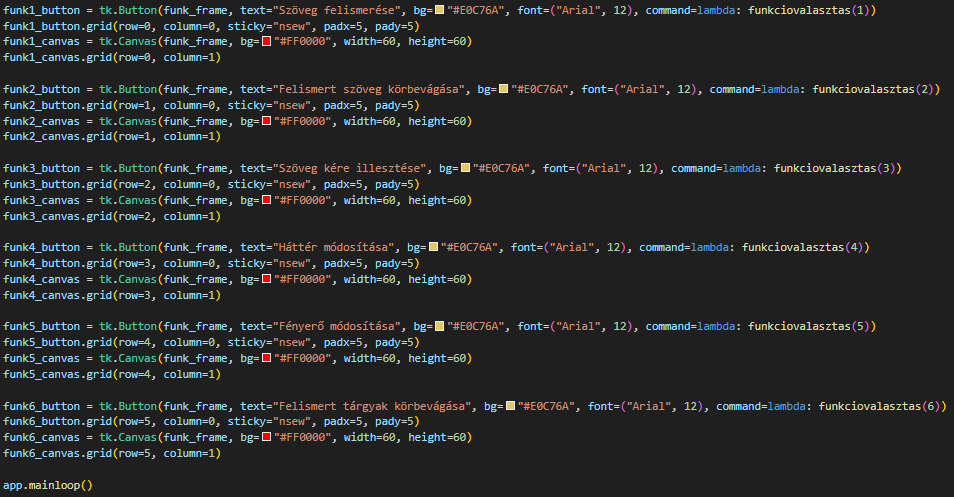 funk1_button = tk.Button(funk_frame, text="Szöveg felismerése", bg="#E0C76A", font=("Arial", 12), command=lambda: funkciovalasztas(1))
funk1_button.grid(row=0, column=0, sticky="nsew", padx=5, pady=5)
funk1_canvas = tk.Canvas(funk_frame, bg="#FF0000", width=60, height=60)
funk1_canvas.grid(row=0, column=1)

funk2_button = tk.Button(funk_frame, text="Felismert szöveg körbevágása", bg="#E0C76A", font=("Arial", 12), command=lambda: funkciovalasztas(2))
funk2_button.grid(row=1, column=0, sticky="nsew", padx=5, pady=5)
funk2_canvas = tk.Canvas(funk_frame, bg="#FF0000", width=60, height=60)
funk2_canvas.grid(row=1, column=1)

funk3_button = tk.Button(funk_frame, text="Szöveg kére illesztése", bg="#E0C76A", font=("Arial", 12), command=lambda: funkciovalasztas(3))
funk3_button.grid(row=2, column=0, sticky="nsew", padx=5, pady=5)
funk3_canvas = tk.Canvas(funk_frame, bg="#FF0000", width=60, height=60)
funk3_canvas.grid(row=2, column=1)

funk4_button = tk.Button(funk_frame, text="Háttér módosítása", bg="#E0C76A", font=("Arial", 12), command=lambda: funkciovalasztas(4))
funk4_button.grid(row=3, column=0, sticky="nsew", padx=5, pady=5)
funk4_canvas = tk.Canvas(funk_frame, bg="#FF0000", width=60, height=60)
funk4_canvas.grid(row=3, column=1)

funk5_button = tk.Button(funk_frame, text="Fényerő módosítása", bg="#E0C76A", font=("Arial", 12), command=lambda: funkciovalasztas(5))
funk5_button.grid(row=4, column=0, sticky="nsew", padx=5, pady=5)
funk5_canvas = tk.Canvas(funk_frame, bg="#FF0000", width=60, height=60)
funk5_canvas.grid(row=4, column=1)

funk6_button = tk.Button(funk_frame, text="Felismert tárgyak körbevágása", bg="#E0C76A", font=("Arial", 12), command=lambda: funkciovalasztas(6))
funk6_button.grid(row=5, column=0, sticky="nsew", padx=5, pady=5)
funk6_canvas = tk.Canvas(funk_frame, bg="#FF0000", width=60, height=60)
funk6_canvas.grid(row=5, column=1)

app.mainloop()